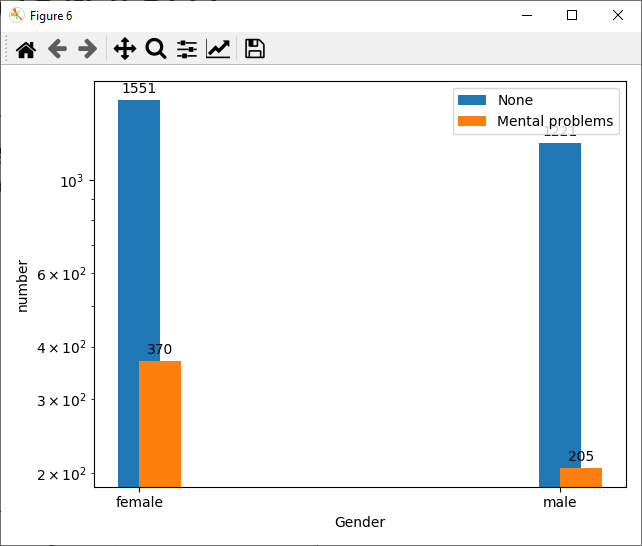 Figure 6
1551
None
Mental problems
1221
10³
6 × 10²
number
370
4 × 10²
3 × 10²
205
2 × 10²
female
male
Gender